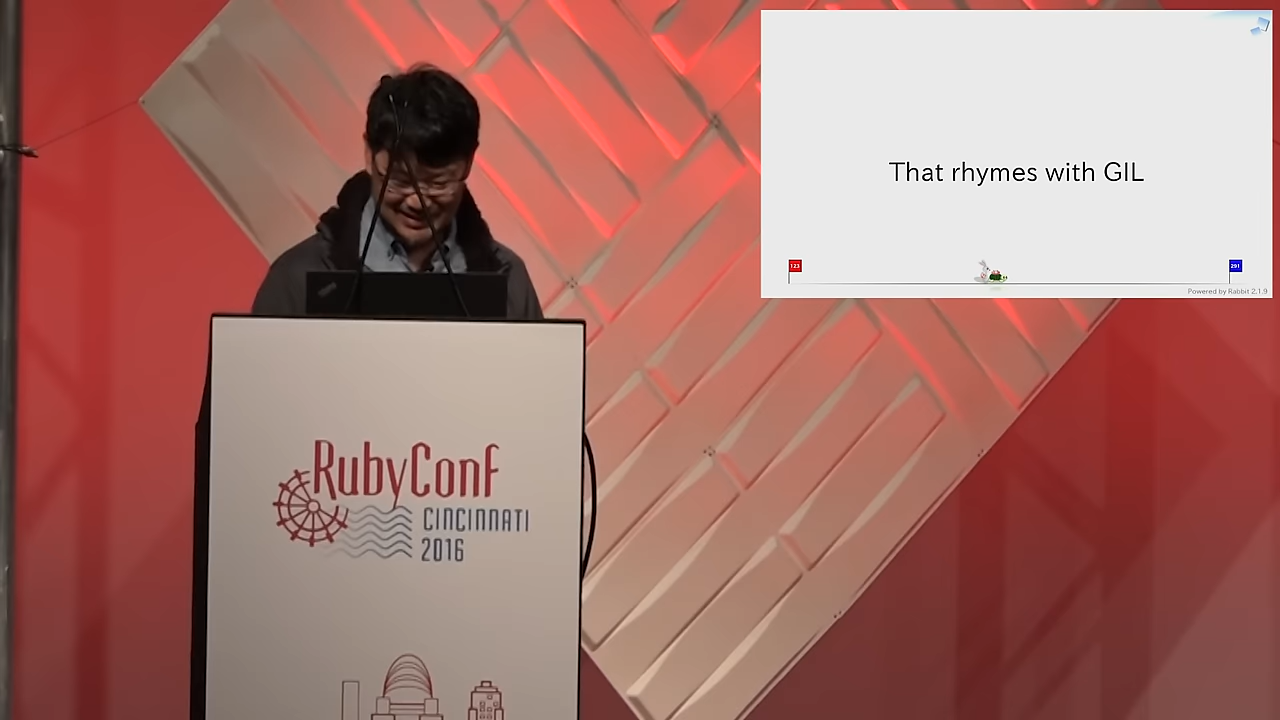 That rhymes with GIL
123
291
Powered by Rabbit 2.1.9
RubyConf
CINCINNATI
2016